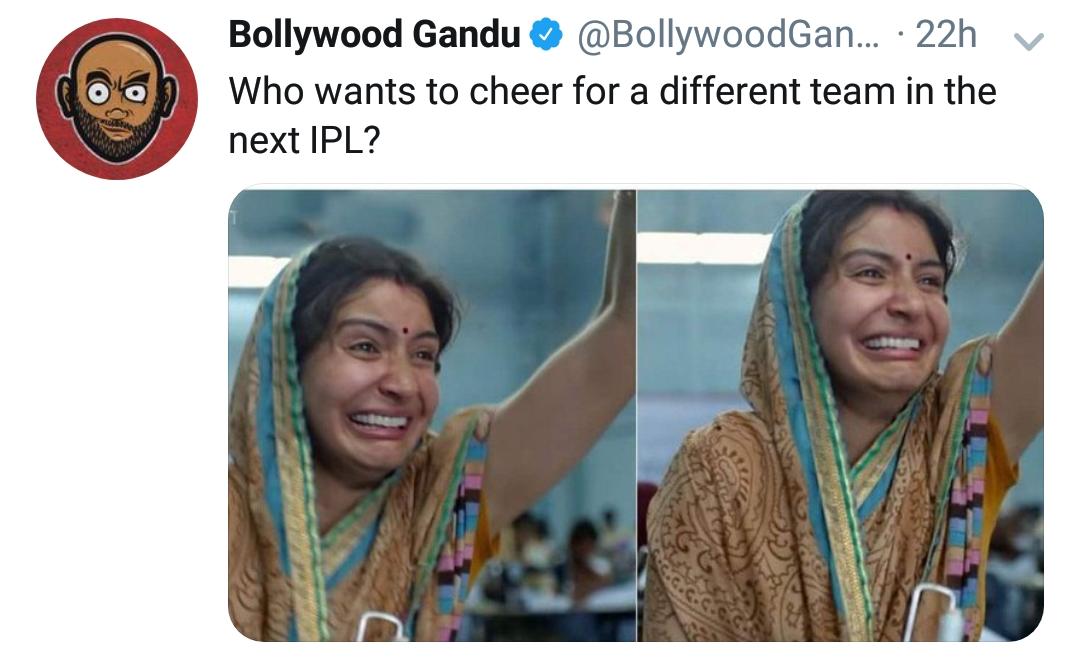 Bollywood Gandu @BollywoodGan... · 22h
Who wants to cheer for a different team in the
next IPL?
T